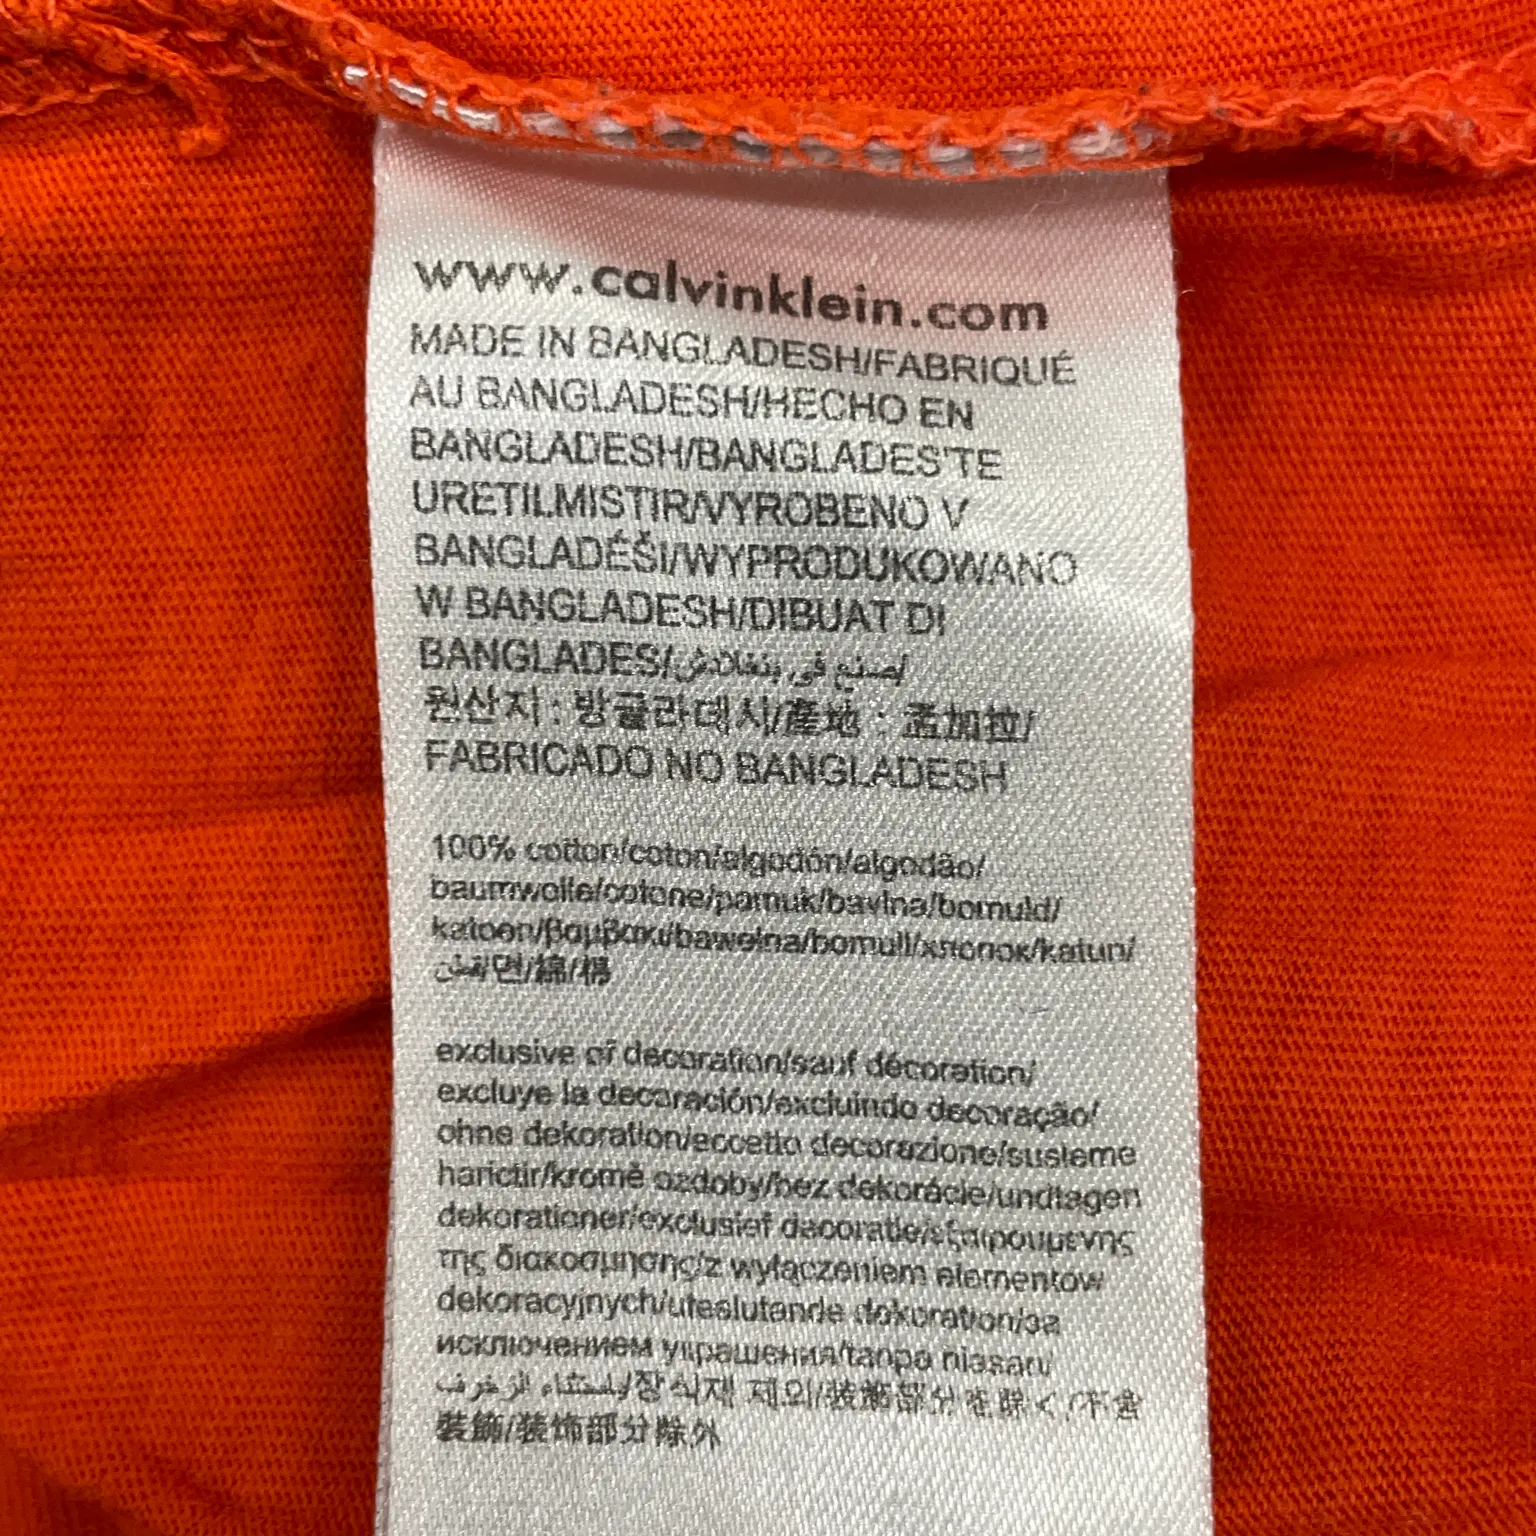 www.calvinklein.com
MADE IN BANGLADESH/FABRIQUÉ
AU BANGLADESH/HECHO EN
BANGLADESH/BANGLADES'TE
URETILMISTIR/VYROBENO V
BANGLADÉŠI/WYPRODUKOWANO
W BANGLADESH/DIBUAT DI
BANGLADES/صنع في بنغلادش/
원산지 : 방글라데시/產地 : 孟加拉/
FABRICADO NO BANGLADESH
100% cotton/coton/algodón/algodão/
baumwolle/cotone/pamuk/bavlna/bomuld/
katoen/βαμβακι/bawełna/bomull/хлопок/katun/
قطن/면/綿/棉
exclusive of decoration/sauf décoration/
excluye la decoración/excluindo decoração/
ohne dekoration/eccetto decorazione/susleme
harictir/kromě ozdoby/bez dekorácie/undtagen
dekorationer/exclusief decoratie/εξαιρουμενης
της διακοσμησης/z wyłączeniem elementow
dekoracyjnych/uteslutande dekoration/за
исключением украшения/tanpa hiasan/
باستثناء الزخرف/장식재 제외/装飾部分を除く/不含
裝飾/装饰部分除外